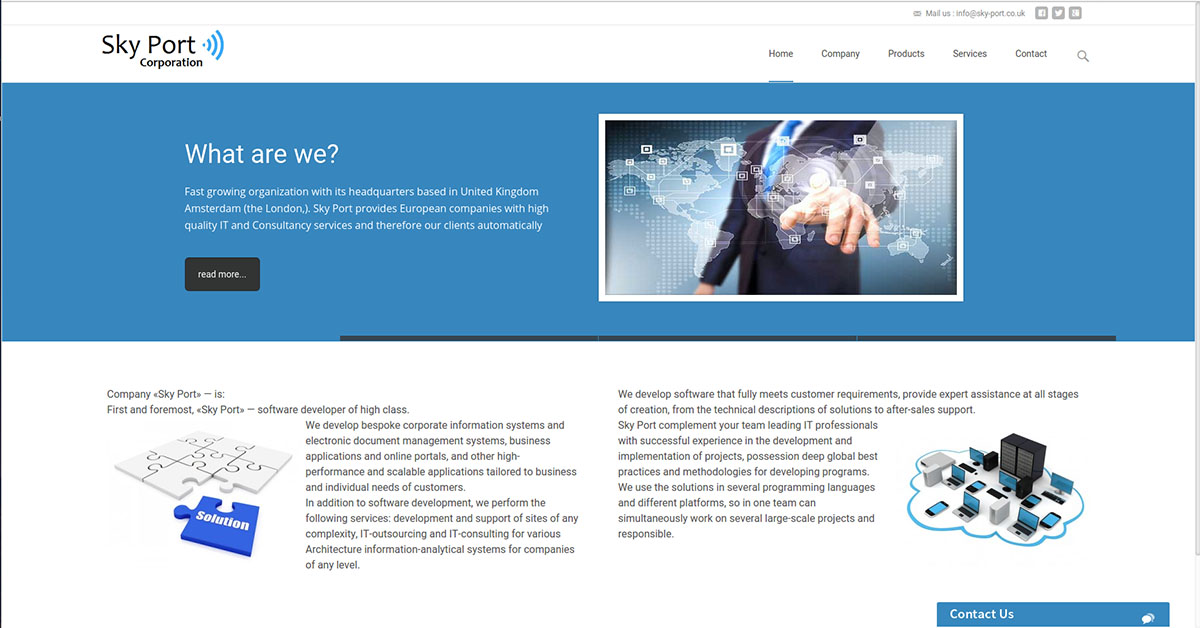 Mail us : info@sky-port.co.uk
Sky Port
Corporation
Home
Company
Products
Services
Contact
What are we?
Fast growing organization with its headquarters based in United Kingdom
Amsterdam (the London,). Sky Port provides European companies with high
quality IT and Consultancy services and therefore our clients automatically
read more...
Company «Sky Port» — is:
First and foremost, «Sky Port» — software developer of high class.
We develop bespoke corporate information systems and
electronic document management systems, business
applications and online portals, and other high-
performance and scalable applications tailored to business
and individual needs of customers.
In addition to software development, we perform the
following services: development and support of sites of any
complexity, IT-outsourcing and IT-consulting for various
Architecture information-analytical systems for companies
of any level.
Solution
We develop software that fully meets customer requirements, provide expert assistance at all stages
of creation, from the technical descriptions of solutions to after-sales support.
Sky Port complement your team leading IT professionals
with successful experience in the development and
implementation of projects, possession deep global best
practices and methodologies for developing programs.
We use the solutions in several programming languages
and different platforms, so in one team can
simultaneously work on several large-scale projects and
responsible.
Contact Us